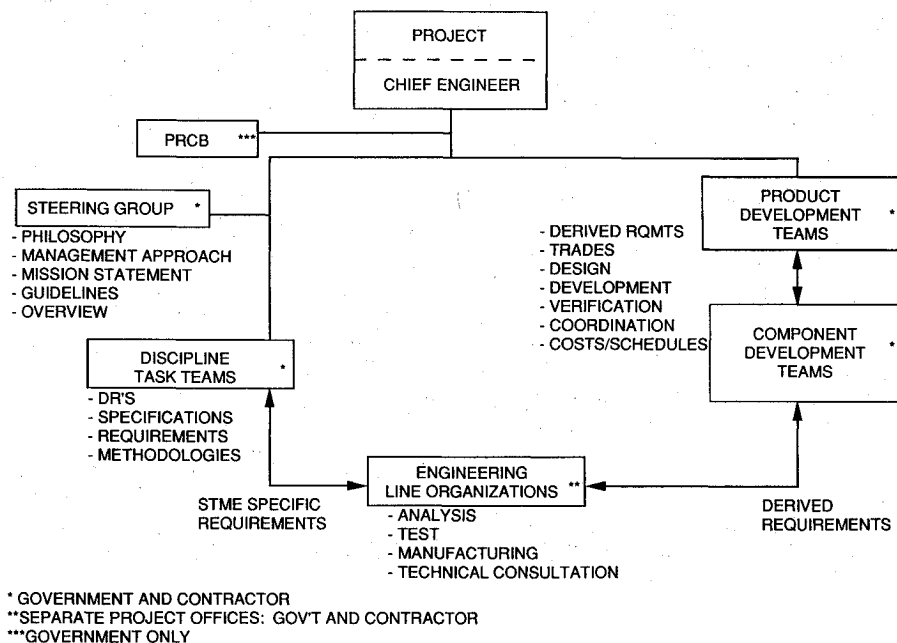 PROJECT
CHIEF ENGINEER
PRCB ***
STEERING GROUP *
- PHILOSOPHY
- MANAGEMENT APPROACH
- MISSION STATEMENT
- GUIDELINES
- OVERVIEW
PRODUCT
DEVELOPMENT *
TEAMS
- DERIVED RQMTS
- TRADES
- DESIGN
- DEVELOPMENT
- VERIFICATION
- COORDINATION
- COSTS/SCHEDULES
COMPONENT
DEVELOPMENT *
TEAMS
DISCIPLINE
TASK TEAMS *
- DR'S
- SPECIFICATIONS
- REQUIREMENTS
- METHODOLOGIES
ENGINEERING
LINE ORGANIZATIONS **
- ANALYSIS
- TEST
- MANUFACTURING
- TECHNICAL CONSULTATION
STME SPECIFIC
REQUIREMENTS
DERIVED
REQUIREMENTS
* GOVERNMENT AND CONTRACTOR
**SEPARATE PROJECT OFFICES: GOV'T AND CONTRACTOR
***GOVERNMENT ONLY